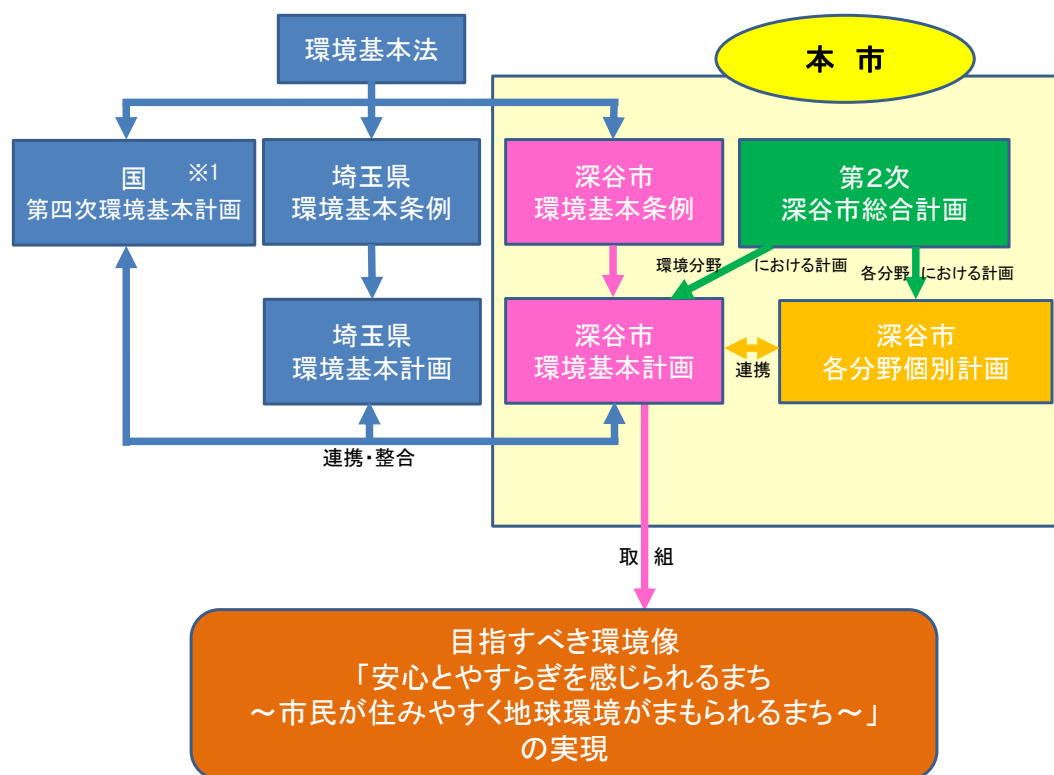 環境基本法
本 市
国 ※1
第四次環境基本計画
埼玉県
環境基本条例
深谷市
環境基本条例
第2次
深谷市総合計画
環境分野 における計画
各分野 における計画
埼玉県
環境基本計画
深谷市
環境基本計画
連携
深谷市
各分野個別計画
連携・整合
取 組
目指すべき環境像
「安心とやすらぎを感じられるまち
～市民が住みやすく地球環境がまもられるまち～」
の実現